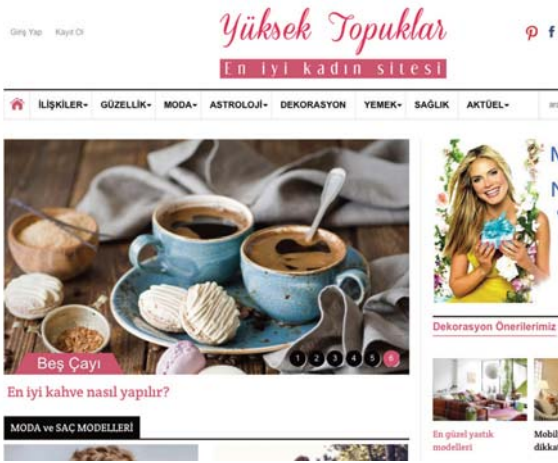 Giriş Yap Kayıt Ol
Yüksek Topuklar
En iyi kadın sitesi
İLİŞKİLER GÜZELLİK MODA ASTROLOJİ DEKORASYON YEMEK SAĞLIK AKTÜEL
Beş Çayı
1 2 3 4 5 6
En iyi kahve nasıl yapılır?
Dekorasyon Önerilerimiz
En güzel yastık
modelleri
Mobil
dikkat
MODA ve SAÇ MODELLERİ